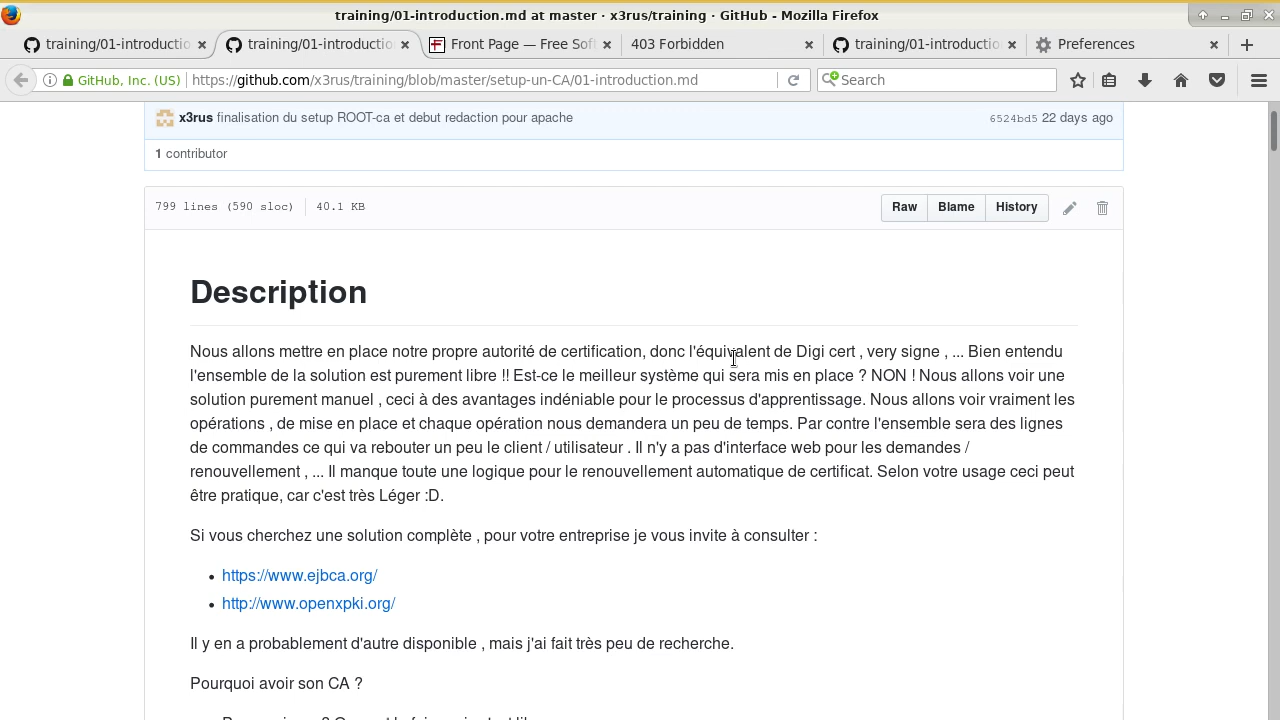 training/01-introduction.md at master · x3rus/training · GitHub - Mozilla Firefox
training/01-introductio
training/01-introductio
Front Page — Free Soft
403 Forbidden
training/01-introductio
Preferences
GitHub, Inc. (US)
https://github.com/x3rus/training/blob/master/setup-un-CA/01-introduction.md
Search
x3rus finalisation du setup ROOT-ca et debut redaction pour apache
6524bd5 22 days ago
1 contributor
799 lines (590 sloc)
40.1 KB
Raw
Blame
History
Description
Nous allons mettre en place notre propre autorité de certification, donc l'équivalent de Digi cert , very signe , ... Bien entendu
l'ensemble de la solution est purement libre !! Est-ce le meilleur système qui sera mis en place ? NON ! Nous allons voir une
solution purement manuel , ceci à des avantages indéniable pour le processus d'apprentissage. Nous allons voir vraiment les
opérations , de mise en place et chaque opération nous demandera un peu de temps. Par contre l'ensemble sera des lignes
de commandes ce qui va rebouter un peu le client / utilisateur . Il n'y a pas d'interface web pour les demandes /
renouvellement , ... Il manque toute une logique pour le renouvellement automatique de certificat. Selon votre usage ceci peut
être pratique, car c'est très Léger :D.
Si vous cherchez une solution complète , pour votre entreprise je vous invite à consulter :
• https://www.ejbca.org/
• http://www.openxpki.org/
Il y en a probablement d'autre disponible , mais j'ai fait très peu de recherche.
Pourquoi avoir son CA ?